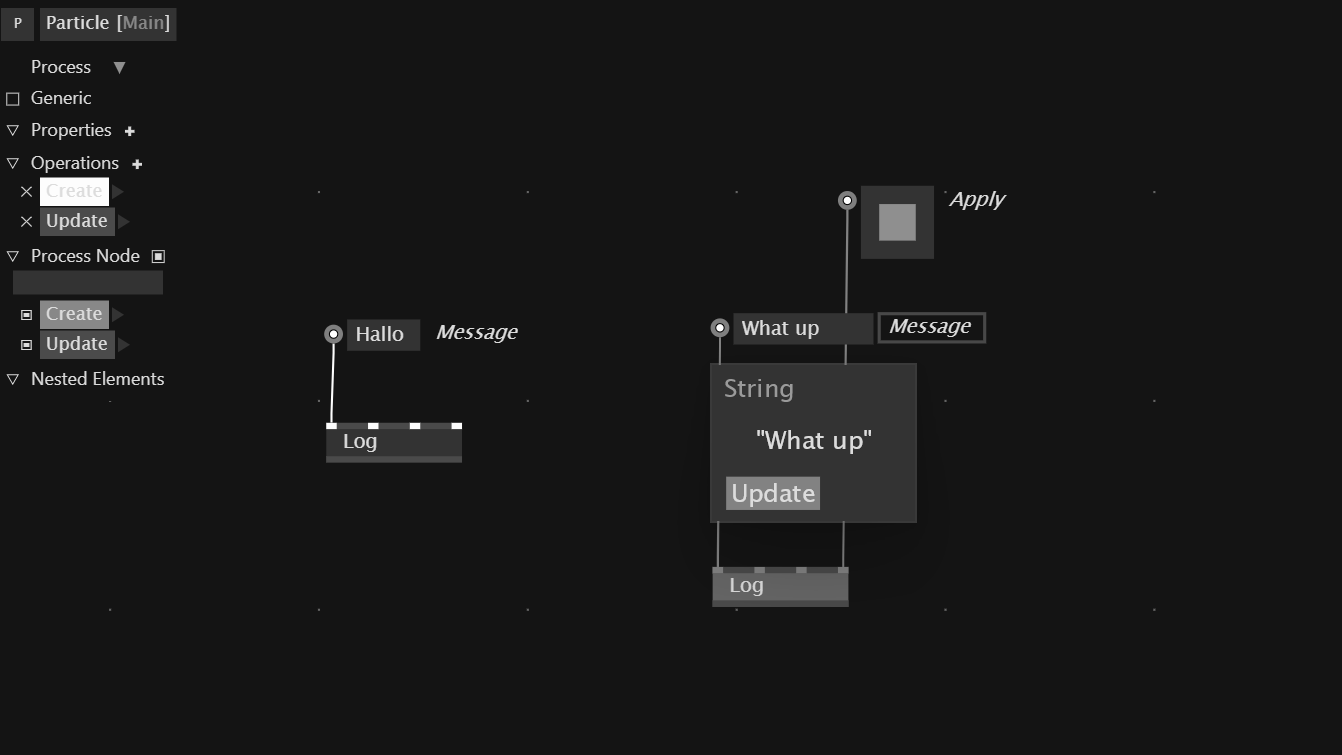 P
Particle [Main]
Process
Generic
Properties
Operations
Create
Update
Process Node
Create
Update
Nested Elements
Hallo
Message
Log
Apply
What up
Message
String
"What up"
Update
Log